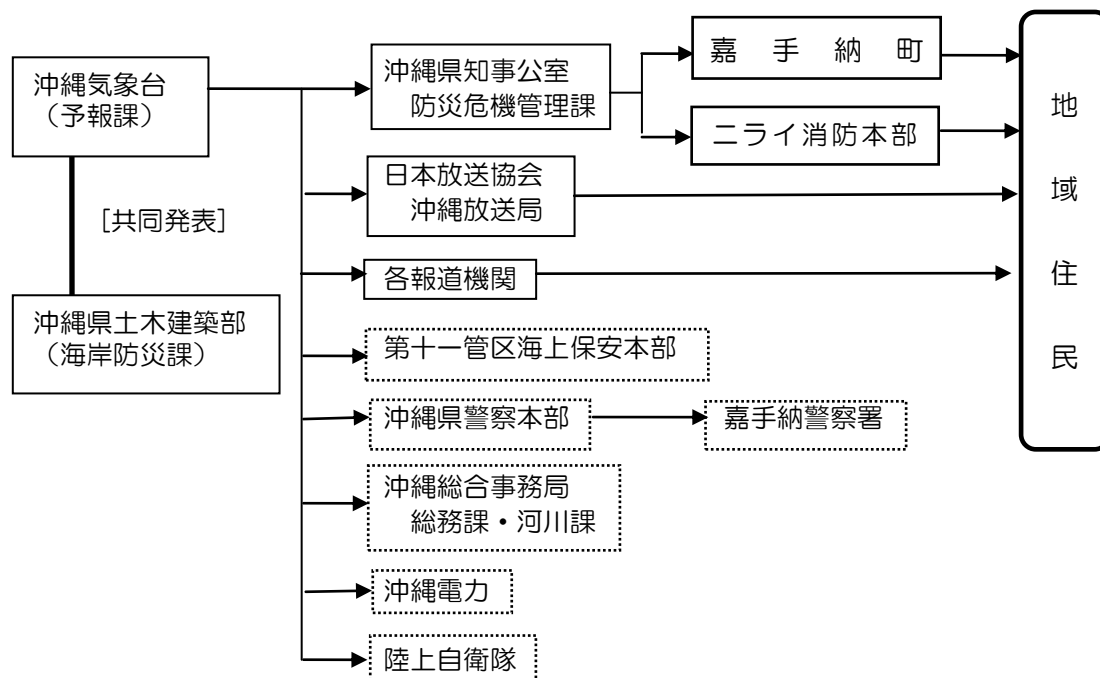 沖縄気象台
（予報課）
[共同発表]
沖縄県土木建築部
（海岸防災課）
沖縄県知事公室
防災危機管理課
嘉手納町
ニライ消防本部
日本放送協会
沖縄放送局
各報道機関
第十一管区海上保安本部
沖縄県警察本部
嘉手納警察署
沖縄総合事務局
総務課・河川課
沖縄電力
陸上自衛隊
地域住民